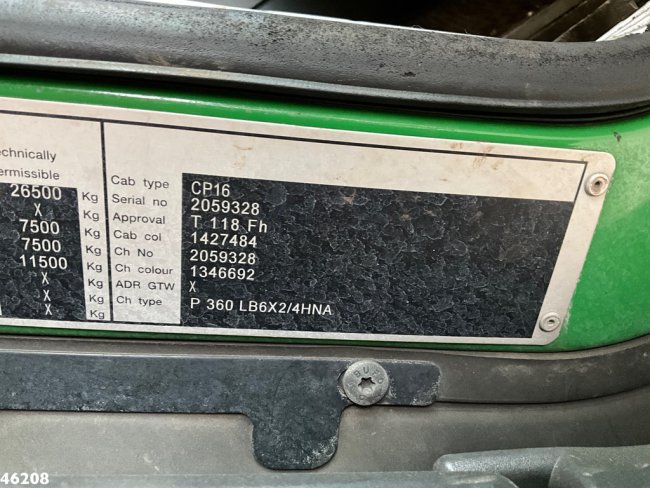 echnically
ermissible
26500 Kg
X Kg
7500 Kg
7500 Kg
11500 Kg
X Kg
X Kg
X Kg
Cab type CP16
Serial no 2059328
Approval T 118 Fh
Cab col 1427484
Ch No 2059328
Ch colour 1346692
ADR GTW X
Ch type P 360 LB6X2/4HNA
46208